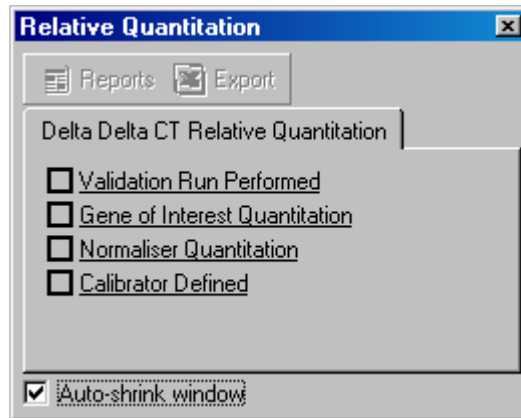 Relative Quantitation
Reports Export
Delta Delta CT Relative Quantitation
Validation Run Performed
Gene of Interest Quantitation
Normaliser Quantitation
Calibrator Defined
Auto-shrink window